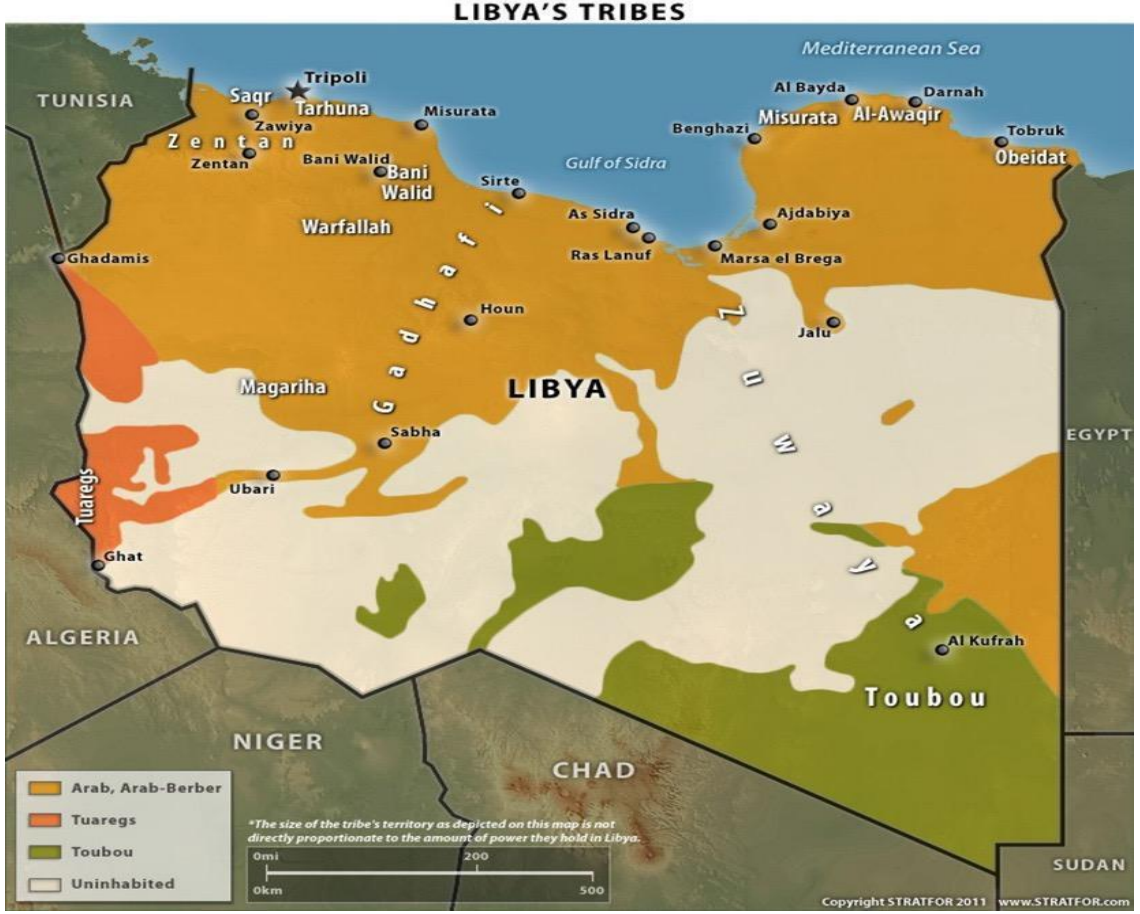 LIBYA'S TRIBES
Mediterranean Sea
TUNISIA
Tripoli
Saqr
Tarhuna
Zawiya
Zentan
Zentan
Misurata
Bani Walid
Bani
Walid
Warfallah
Sirte
Gulf of Sidra
Al Bayda
Darnah
Misurata
Al-Awaqir
Benghazi
Tobruk
Obeidat
As Sidra
Ajdabiya
Ras Lanuf
Marsa el Brega
Ghadamis
Houn
Gadhafi
Jalu
Zuwaya
Magariha
LIBYA
Sabha
EGYPT
Ubari
Tuaregs
Ghat
ALGERIA
Al Kufrah
Toubou
NIGER
CHAD
SUDAN
Arab, Arab-Berber
Tuaregs
Toubou
Uninhabited
*The size of the tribe's territory as depicted on this map is not
directly proportionate to the amount of power they hold in Libya.
0mi 200
0km 500
Copyright STRATFOR 2011 www.STRATFOR.com